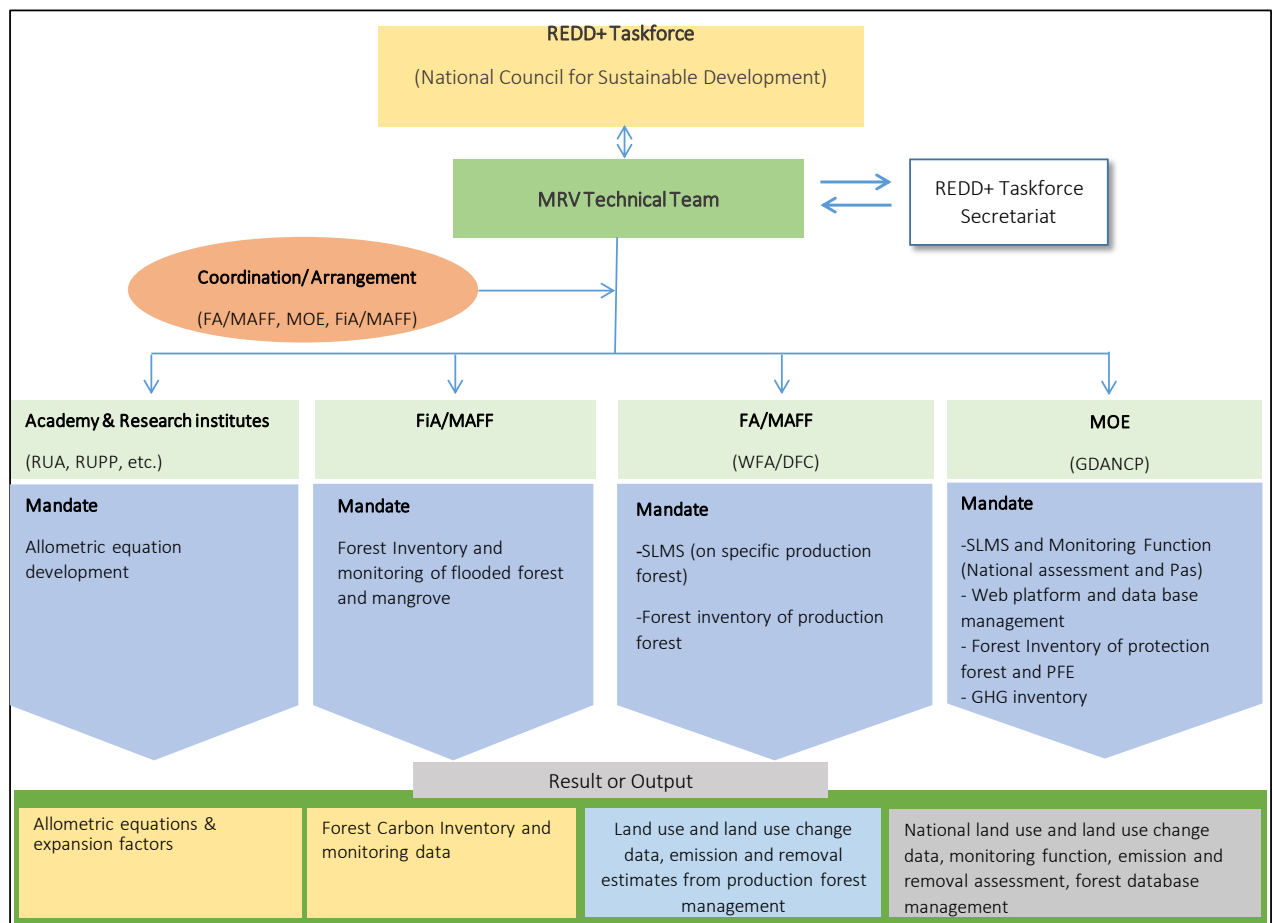 REDD+ Taskforce
(National Council for Sustainable Development)
MRV Technical Team
REDD+ Taskforce
Secretariat
Coordination/ Arrangement
(FA/MAFF, MOE, FiA/MAFF)
Academy & Research institutes
(RUA, RUPP, etc.)
Mandate
Allometric equation
development
FiA/MAFF
Mandate
Forest Inventory and
monitoring of flooded forest
and mangrove
FA/MAFF
(WFA/DFC)
Mandate
-SLMS (on specific production
forest)
-Forest inventory of production
forest
MOE
(GDANCP)
Mandate
-SLMS and Monitoring Function
(National assessment and Pas)
- Web platform and data base
management
- Forest Inventory of protection
forest and PFE
- GHG inventory
Result or Output
Allometric equations &
expansion factors
Forest Carbon Inventory and
monitoring data
Land use and land use change
data, emission and removal
estimates from production forest
management
National land use and land use change
data, monitoring function, emission and
removal assessment, forest database
management